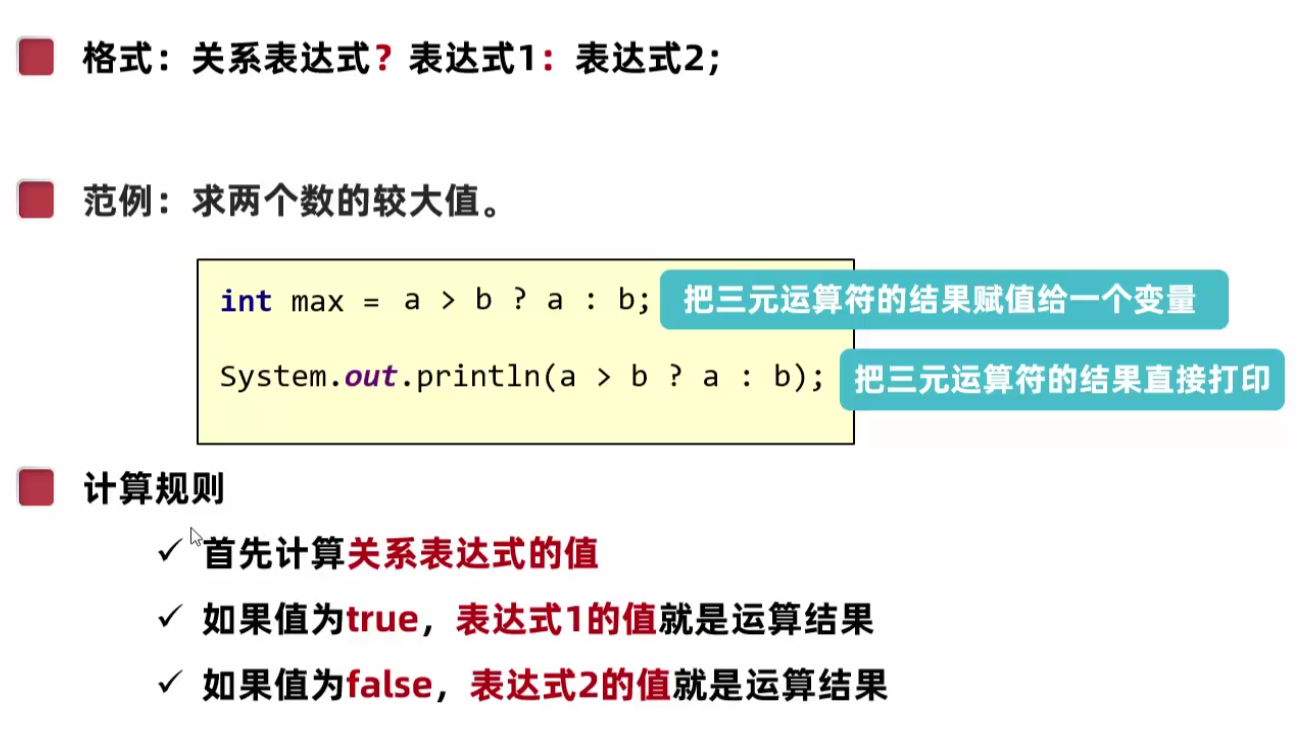 格式：关系表达式？表达式1：表达式2；
范例：求两个数的较大值。
int max = a > b ? a : b; 把三元运算符的结果赋值给一个变量
System.out.println(a > b ? a : b); 把三元运算符的结果直接打印
计算规则
首先计算关系表达式的值
如果值为true，表达式1的值就是运算结果
如果值为false，表达式2的值就是运算结果